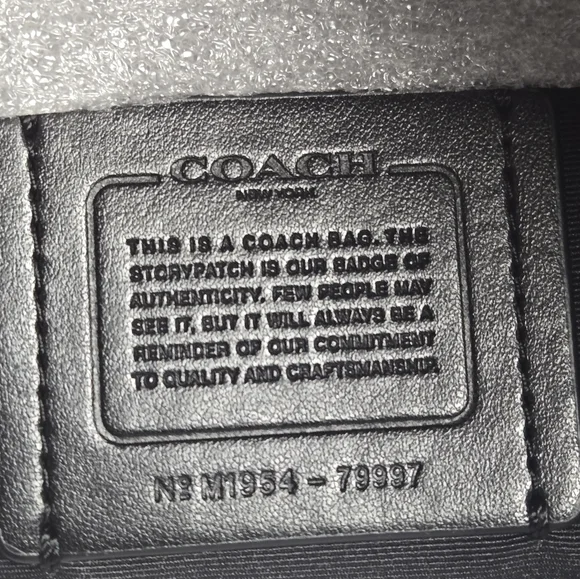 COACH
NEW YORK
THIS IS A COACH BAG. THE
STORYPATCH IS OUR BADGE OF
AUTHENTICITY. FEW PEOPLE MAY
SEE IT, BUT IT WILL ALWAYS BE A
REMINDER OF OUR COMMITMENT
TO QUALITY AND CRAFTSMANSHIP.
Nº M1954 - 79997